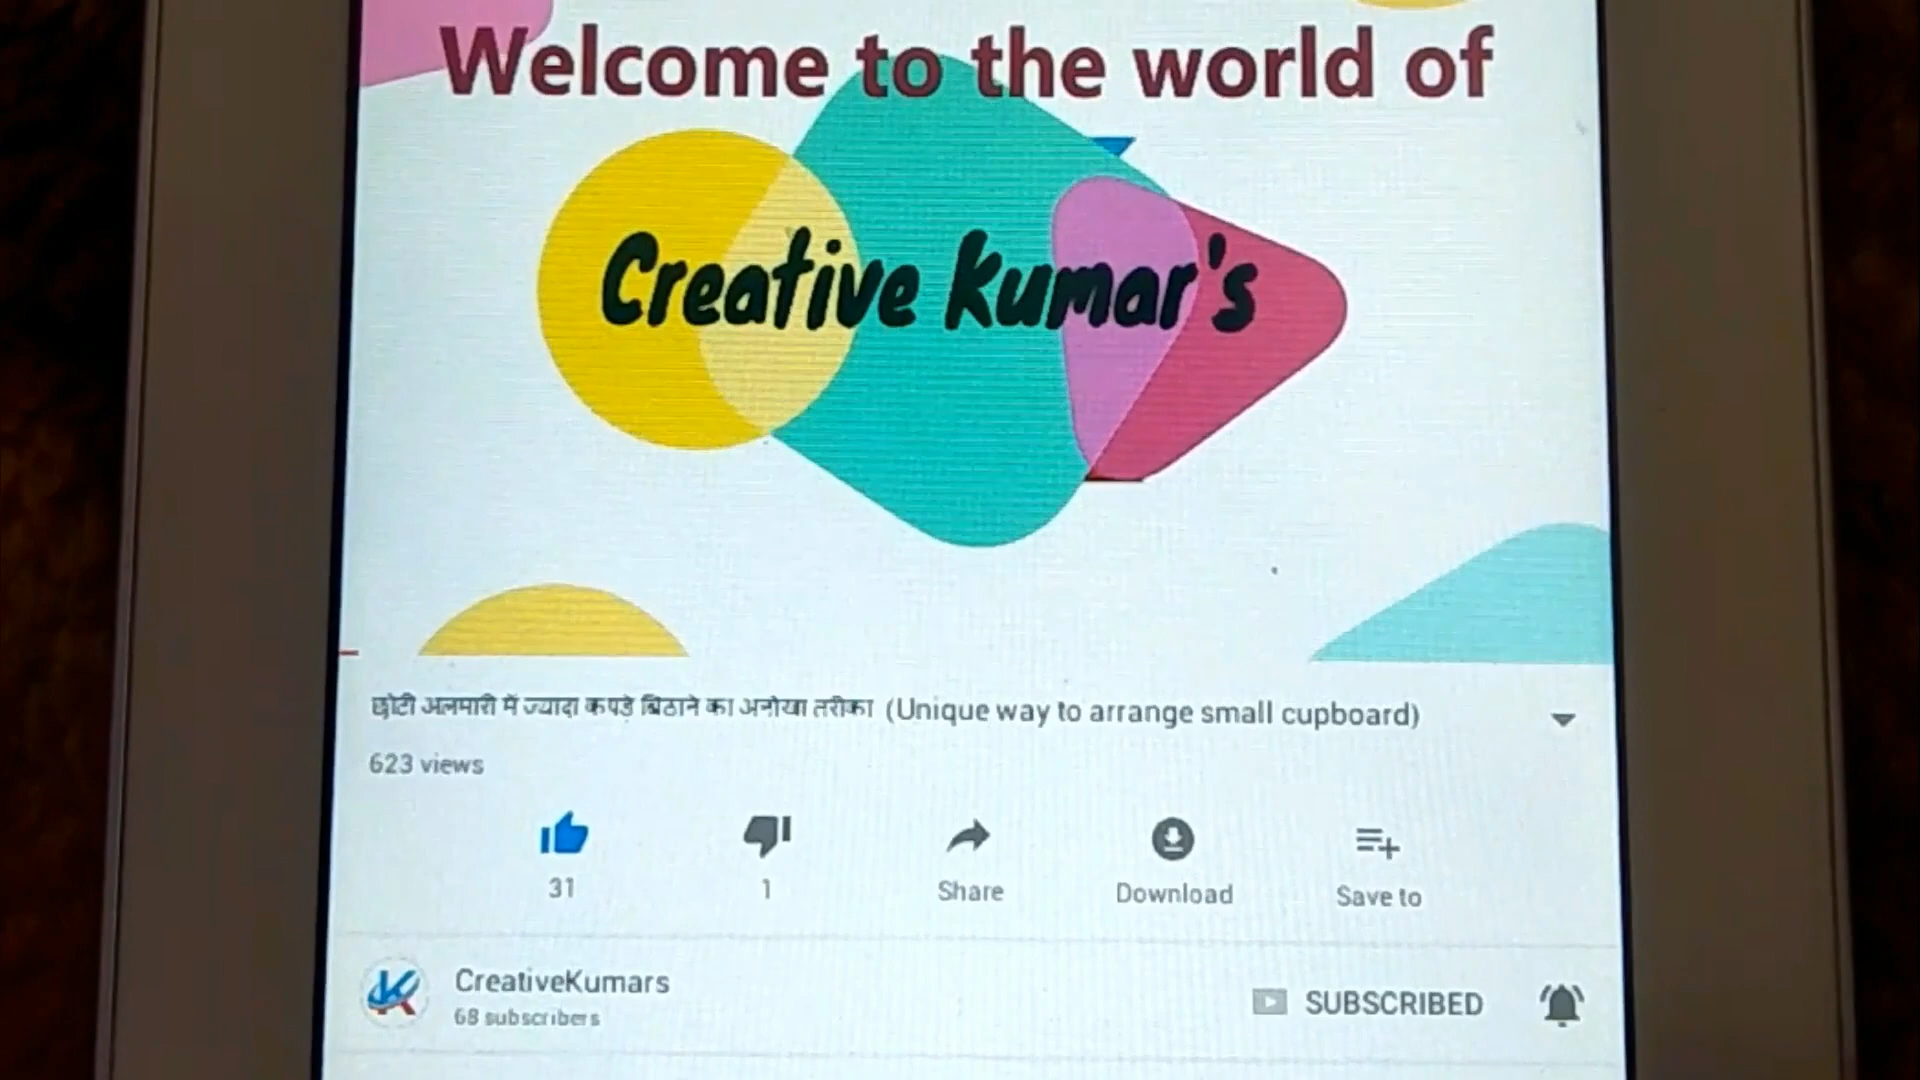 Welcome to the world of
Creative Kumar's
छोटी अलमारी में ज्यादा कपड़े बिठाने का अनोखा तरीका (Unique way to arrange small cupboard)
623 views
31
1
Share
Download
Save to
CreativeKumars
SUBSCRIBED
68 subscribers